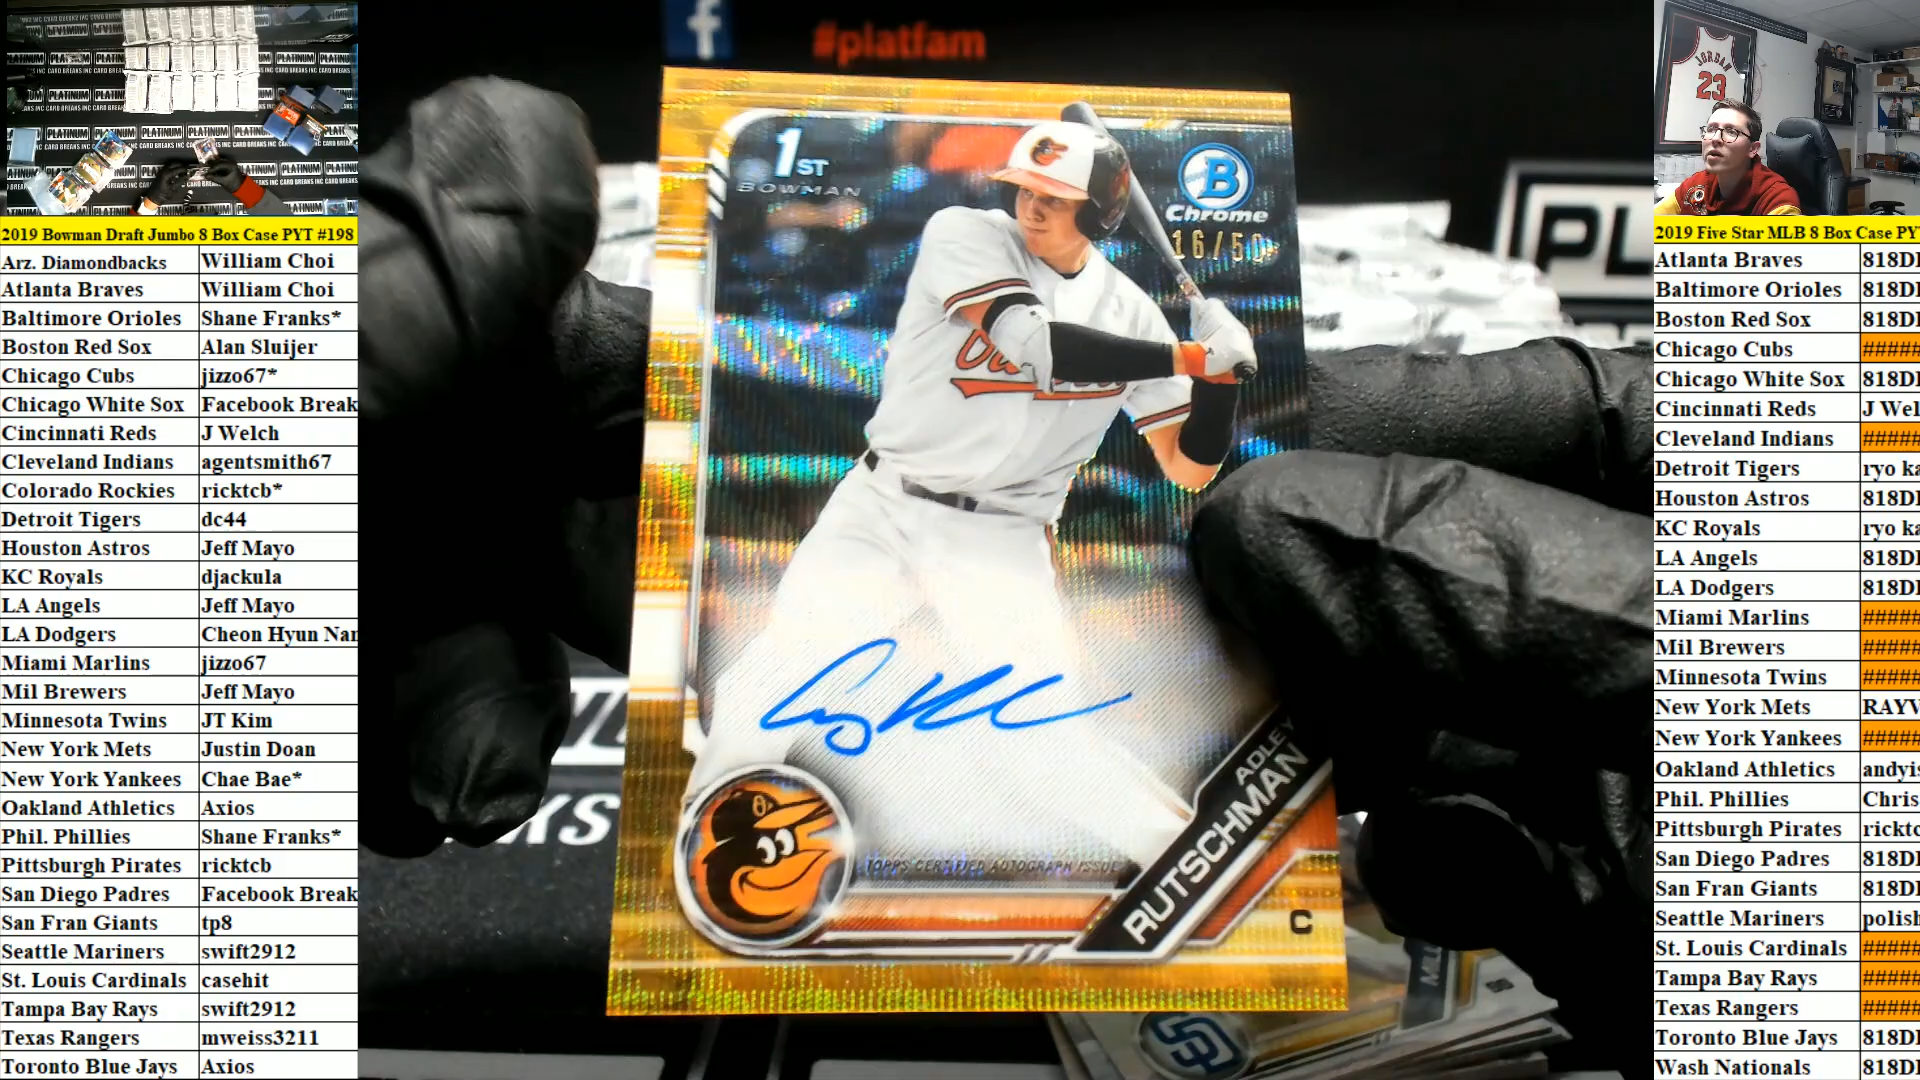 #platfam
1ST
BOWMAN
B
Chrome
16/50
TOPPS CERTIFIED AUTOGRAPH ISSUE
ADLEY
RUTSCHMAN
C
PLATINUM
CARD BREAKS INC
JORDAN
23
2019 Bowman Draft Jumbo 8 Box Case PYT #198
Arz. Diamondbacks William Choi
Atlanta Braves William Choi
Baltimore Orioles Shane Franks*
Boston Red Sox Alan Sluijer
Chicago Cubs jizzo67*
Chicago White Sox Facebook Break
Cincinnati Reds J Welch
Cleveland Indians agentsmith67
Colorado Rockies ricktcb*
Detroit Tigers dc44
Houston Astros Jeff Mayo
KC Royals djackula
LA Angels Jeff Mayo
LA Dodgers Cheon Hyun Nar
Miami Marlins jizzo67
Mil Brewers Jeff Mayo
Minnesota Twins JT Kim
New York Mets Justin Doan
New York Yankees Chae Bae*
Oakland Athletics Axios
Phil. Phillies Shane Franks*
Pittsburgh Pirates ricktcb
San Diego Padres Facebook Break
San Fran Giants tp8
Seattle Mariners swift2912
St. Louis Cardinals casehit
Tampa Bay Rays swift2912
Texas Rangers mweiss3211
Toronto Blue Jays Axios
2019 Five Star MLB 8 Box Case PY
Atlanta Braves 818D
Baltimore Orioles 818D
Boston Red Sox 818D
Chicago Cubs #####
Chicago White Sox 818D
Cincinnati Reds J Wel
Cleveland Indians #####
Detroit Tigers ryo ka
Houston Astros 818D
KC Royals ryo ka
LA Angels 818D
LA Dodgers 818D
Miami Marlins #####
Mil Brewers #####
Minnesota Twins #####
New York Mets RAYV
New York Yankees #####
Oakland Athletics andyis
Phil. Phillies Chris
Pittsburgh Pirates ricktc
San Diego Padres 818D
San Fran Giants 818D
Seattle Mariners polish
St. Louis Cardinals #####
Tampa Bay Rays #####
Texas Rangers #####
Toronto Blue Jays 818D
Wash Nationals 818D